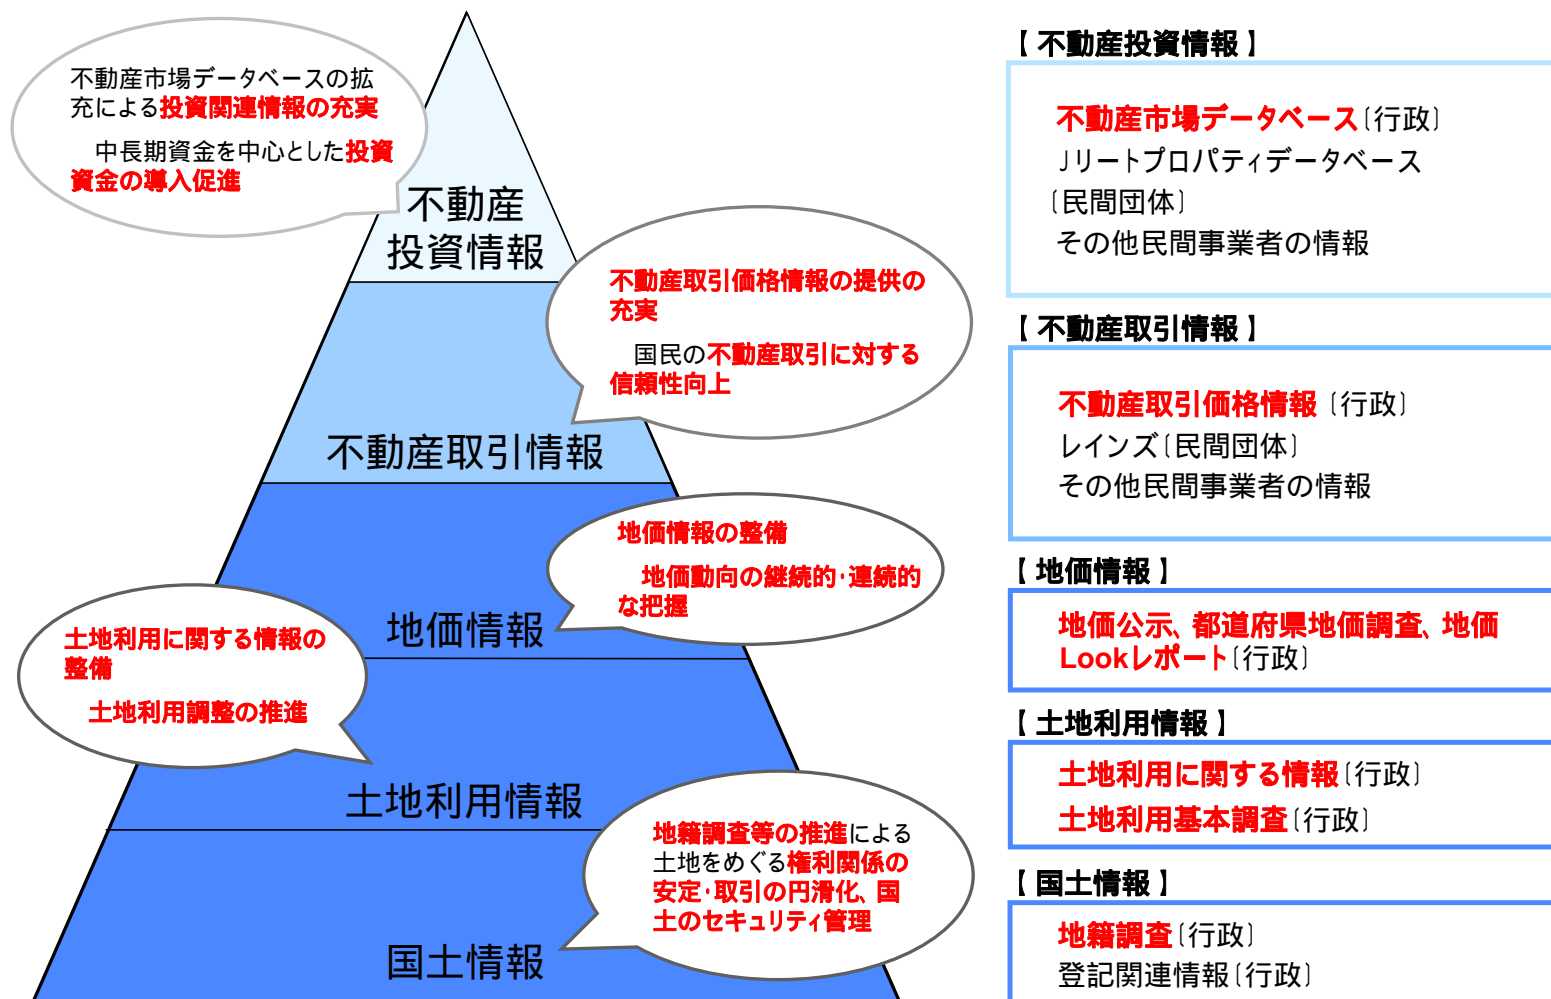 不動産市場データベースの拡
充による投資関連情報の充実
中長期資金を中心とした投資
資金の導入促進
不動産
投資情報
不動産取引価格情報の提供の
充実
国民の不動産取引に対する
信頼性向上
不動産取引情報
地価情報の整備
地価動向の継続的・連続的
な把握
地価情報
土地利用に関する情報の
整備
土地利用調整の推進
土地利用情報
地籍調査等の推進による
土地をめぐる権利関係の
安定・取引の円滑化、国
土のセキュリティ管理
国土情報
【 不動産投資情報 】
不動産市場データベース〔行政〕
Jリートプロパティデータベース
〔民間団体〕
その他民間事業者の情報
【 不動産取引情報 】
不動産取引価格情報 〔行政〕
レインズ〔民間団体〕
その他民間事業者の情報
【 地価情報 】
地価公示、都道府県地価調査、地価
Lookレポート〔行政〕
【 土地利用情報 】
土地利用に関する情報〔行政〕
土地利用基本調査〔行政〕
【 国土情報 】
地籍調査〔行政〕
登記関連情報〔行政〕